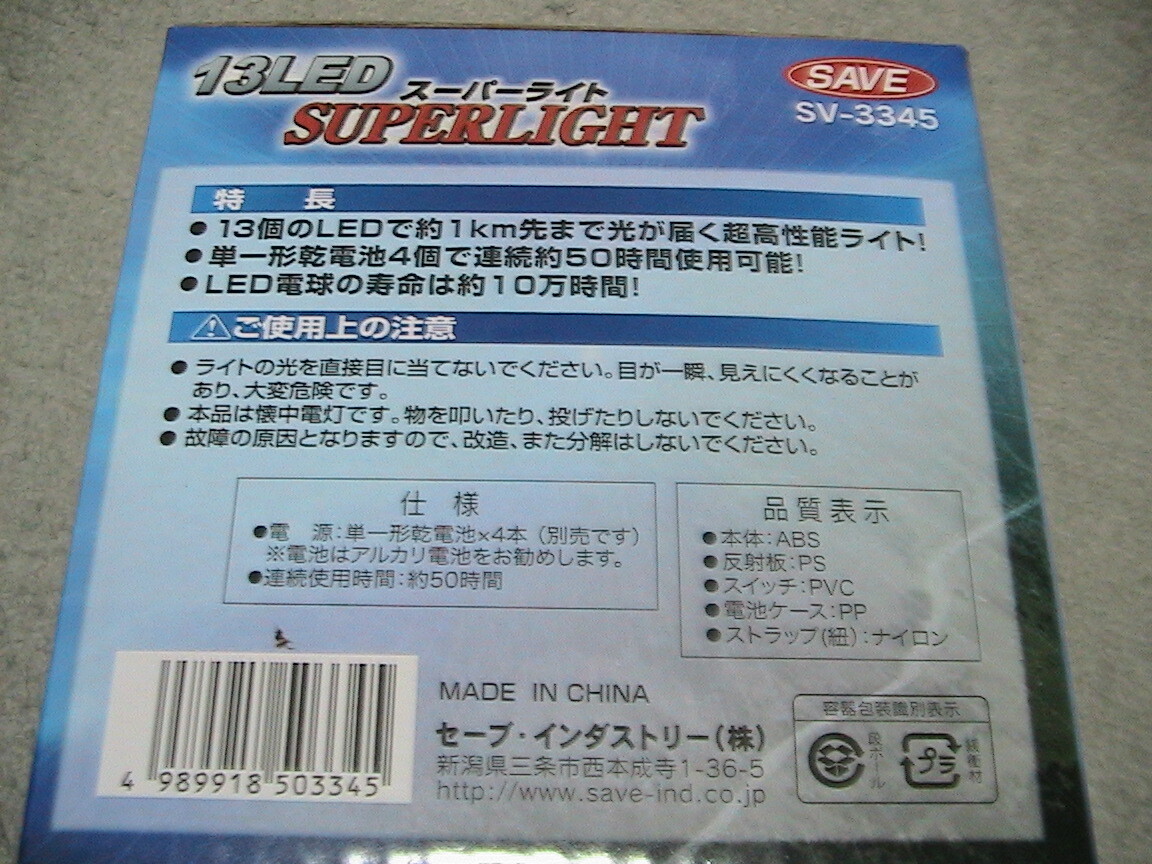 13LED
スーパーライト
SUPERLIGHT
SAVE
SV-3345
特 長
● 13個のLEDで約1km先まで光が届く超高性能ライト!
● 単一形乾電池4個で連続約50時間使用可能!
● LED電球の寿命は約10万時間!
⚠ご使用上の注意
● ライトの光を直接目に当てないでください。目が一瞬、見えにくくなることが
あり、大変危険です。
● 本品は懐中電灯です。物を叩いたり、投げたりしないでください。
● 故障の原因となりますので、改造、また分解はしないでください。
仕 様
●電 源:単一形乾電池×4本(別売です)
※電池はアルカリ電池をお勧めします。
●連続使用時間:約50時間
品質表示
●本体:ABS
●反射板:PS
●スイッチ:PVC
●電池ケース:PP
●ストラップ(紐):ナイロン
4 989918 503345
MADE IN CHINA
セーブ・インダストリー(株)
新潟県三条市西本成寺1-36-5
http://www.save-ind.co.jp
容器包装識別表示
段ボール
プラ
緩衝材